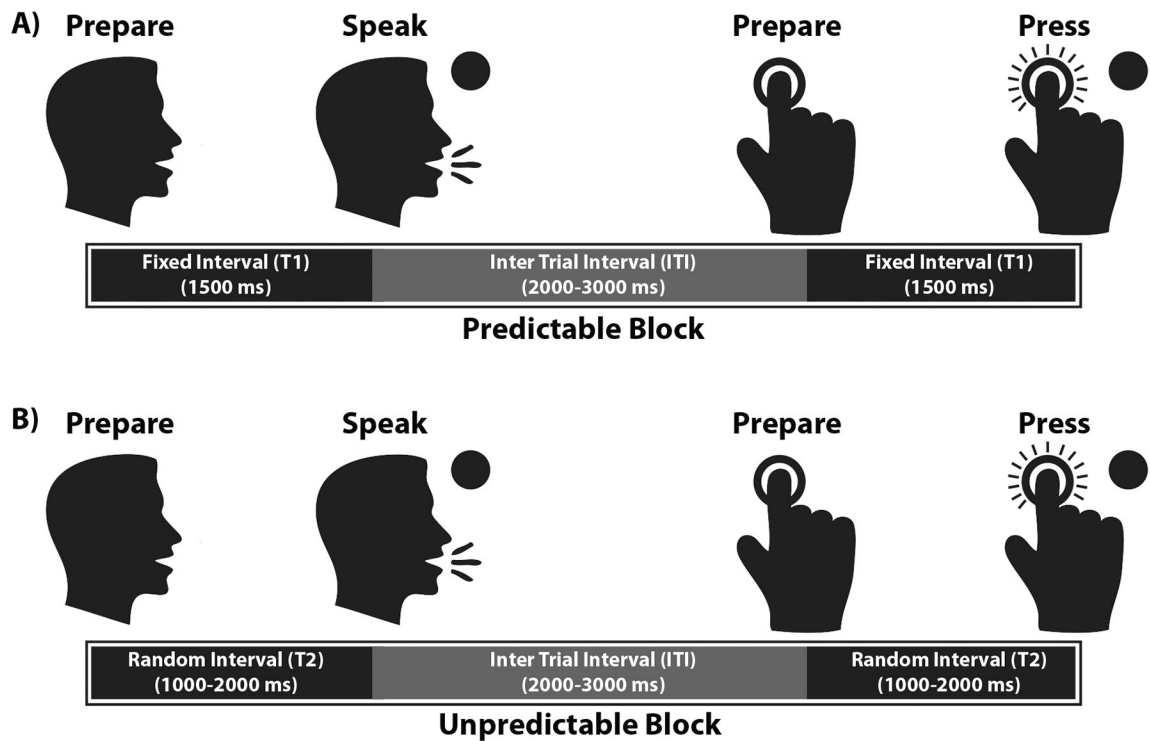 A) Prepare Speak Prepare Press
Fixed Interval (T1) Inter Trial Interval (ITI) Fixed Interval (T1)
(1500 ms) (2000-3000 ms) (1500 ms)
Predictable Block
B) Prepare Speak Prepare Press
Random Interval (T2) Inter Trial Interval (ITI) Random Interval (T2)
(1000-2000 ms) (2000-3000 ms) (1000-2000 ms)
Unpredictable Block